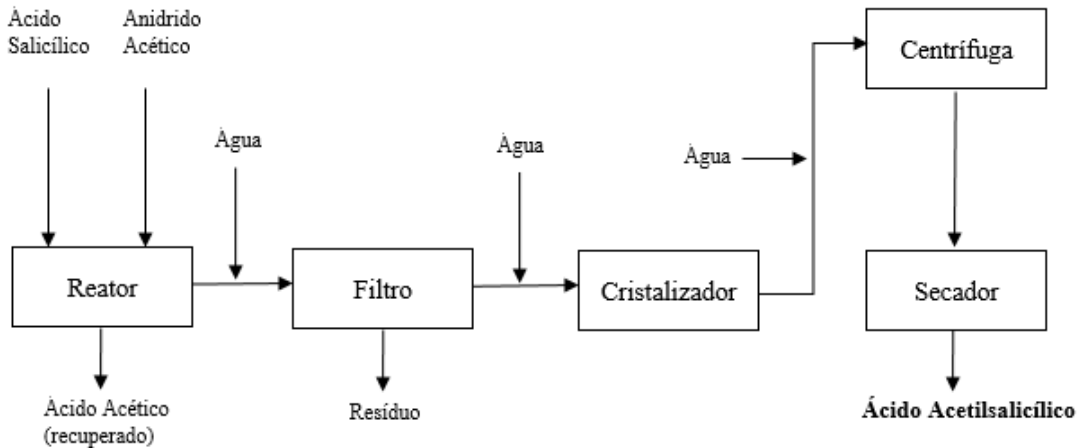 Ácido
Salicílico
Anidrido
Acético
Centrífuga
Água
Água
Água
Reator
Filtro
Cristalizador
Secador
Ácido Acético
(recuperado)
Resíduo
Ácido Acetilsalicílico